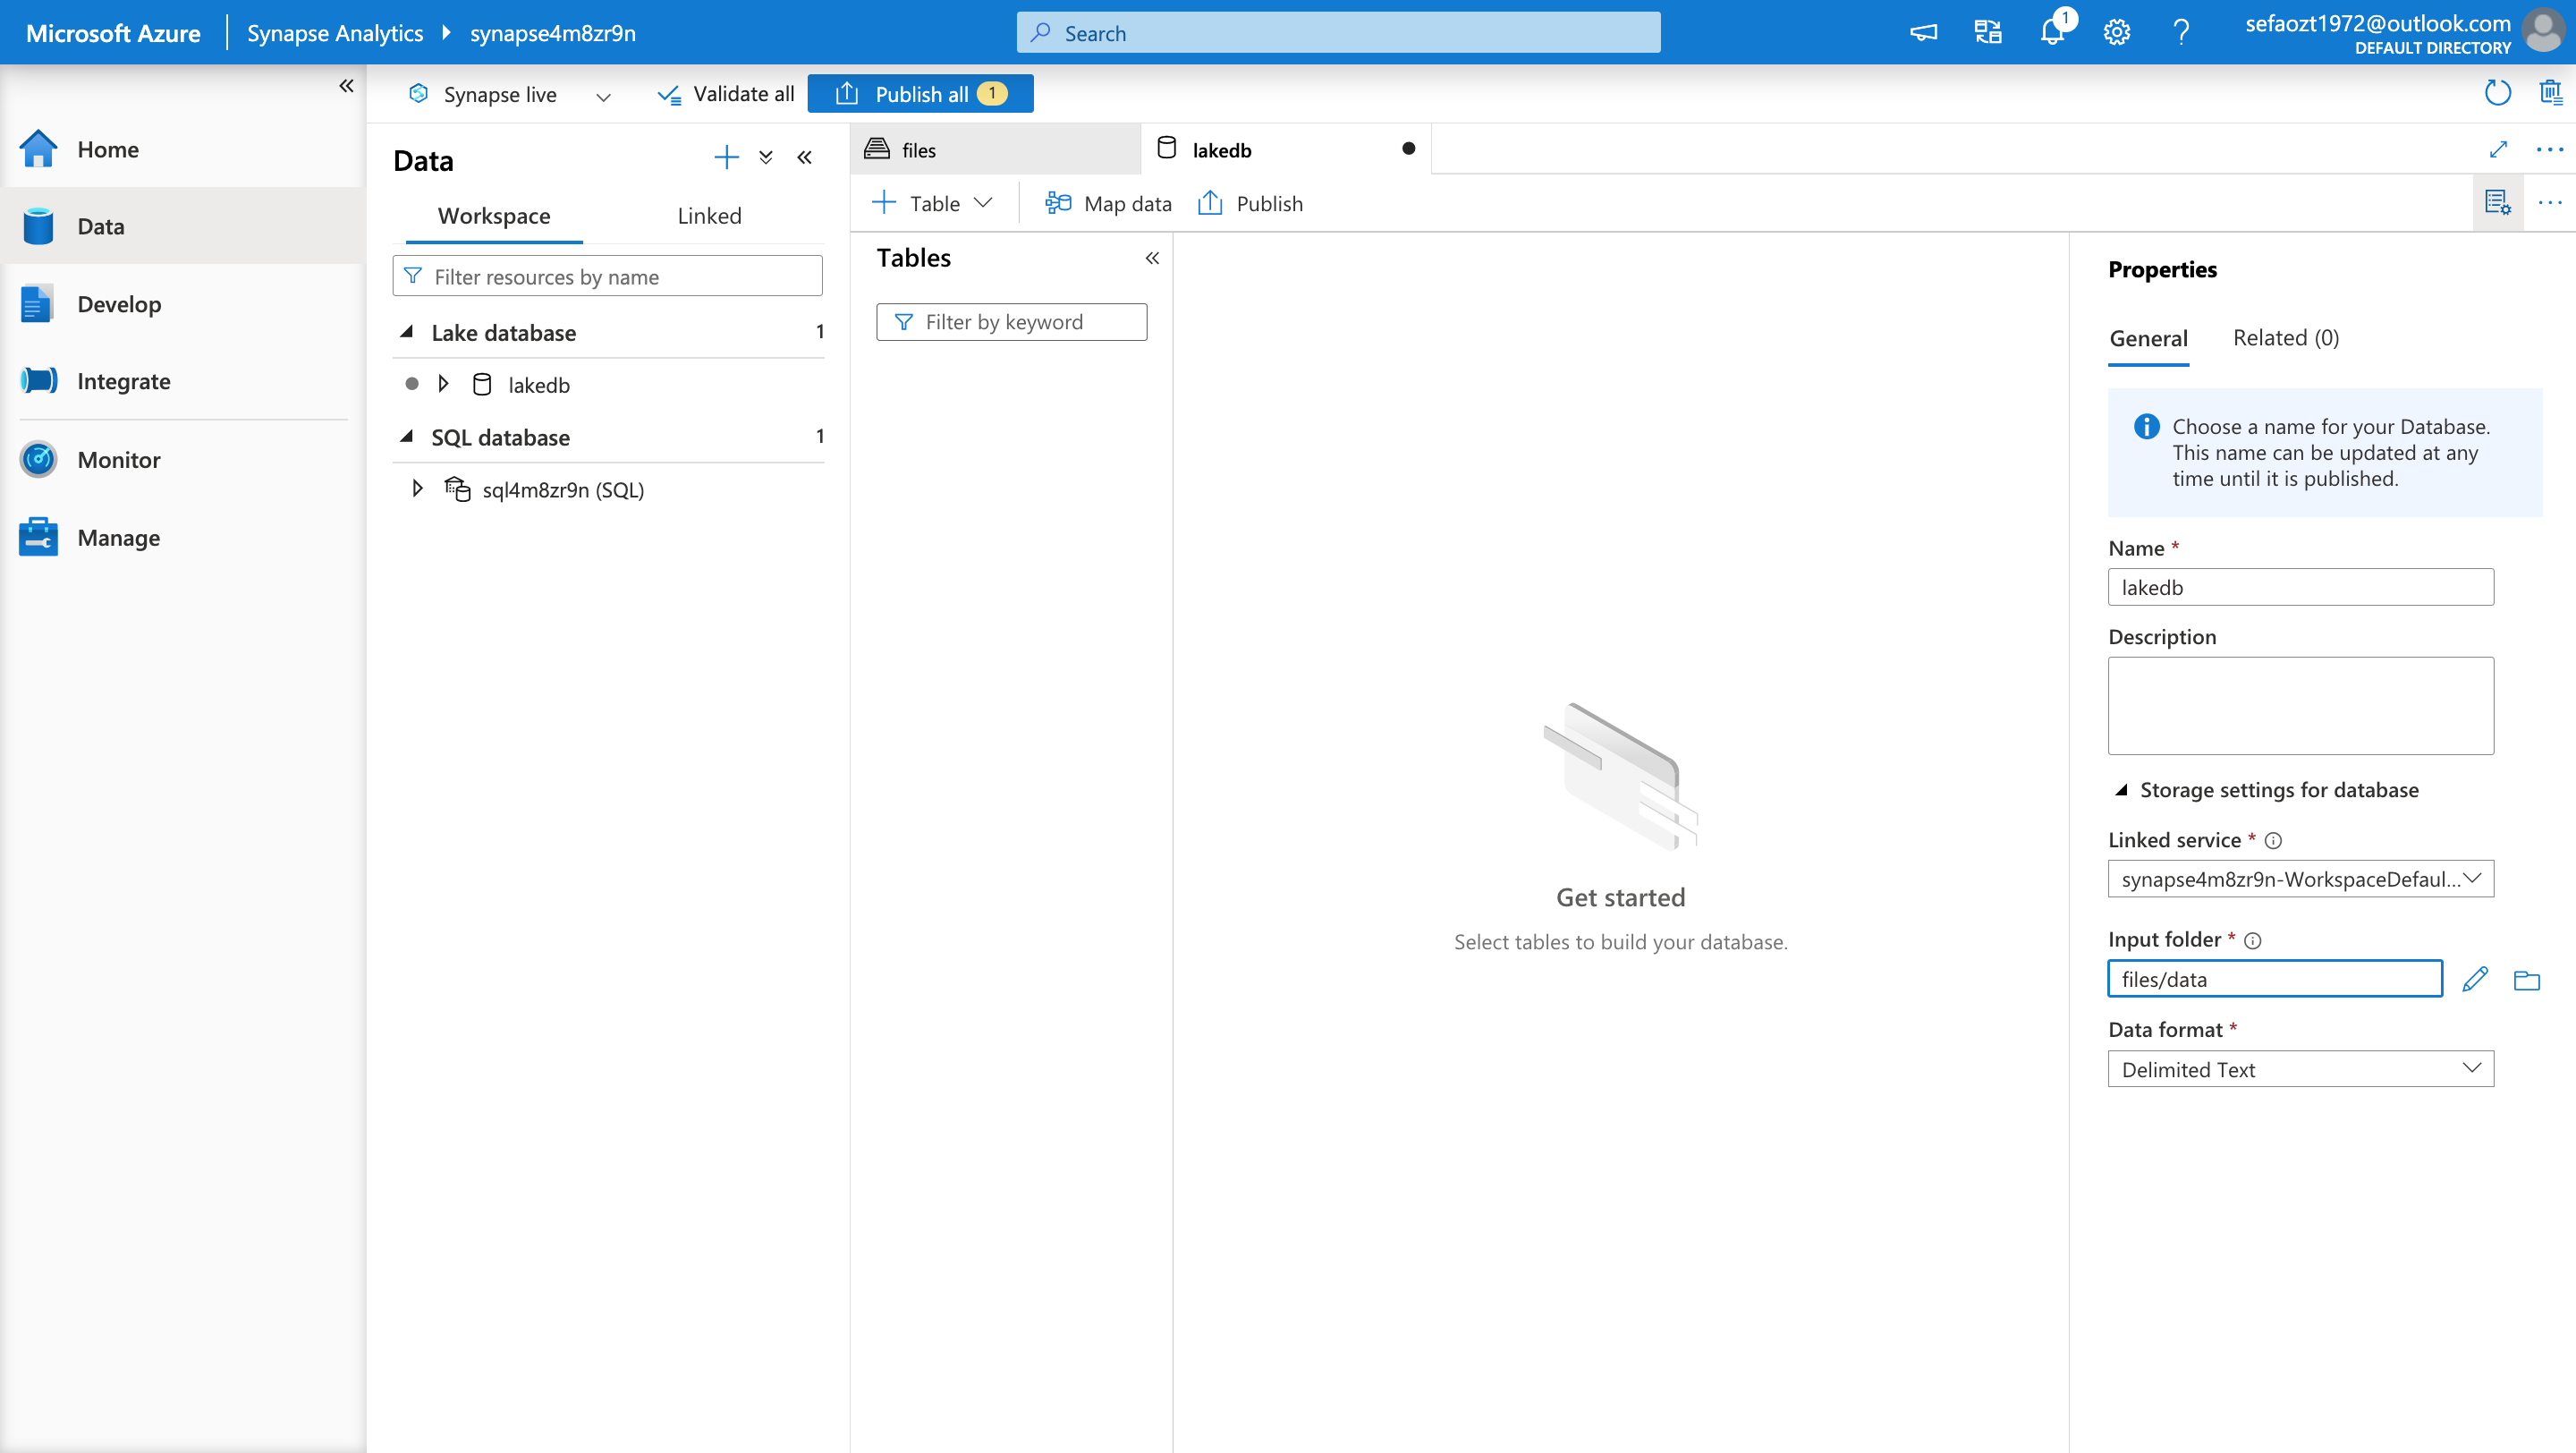 Microsoft Azure
Synapse Analytics
synapse4m8zr9n
Search
1
sefaozt1972@outlook.com
DEFAULT DIRECTORY
Synapse live
Validate all
Publish all 1
Home
Data
Develop
Integrate
Monitor
Manage
Data
Workspace
Linked
Filter resources by name
Lake database 1
lakedb
SQL database 1
sql4m8zr9n (SQL)
files
lakedb
Table
Map data
Publish
Tables
Filter by keyword
Get started
Select tables to build your database.
Properties
General
Related (0)
Choose a name for your Database.
This name can be updated at any
time until it is published.
Name *
lakedb
Description
Storage settings for database
Linked service *
synapse4m8zr9n-WorkspaceDefaul...
Input folder *
files/data
Data format *
Delimited Text